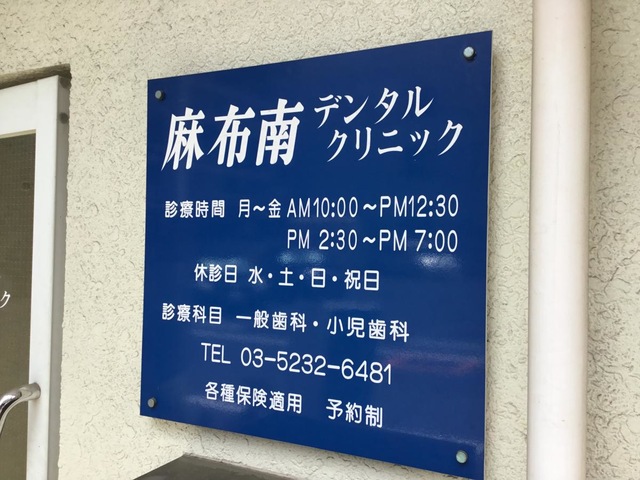 麻布南 デンタル
クリニック
診療時間 月～金 AM10:00～PM12:30
PM 2:30～PM 7:00
休診日 水・土・日・祝日
診療科目 一般歯科・小児歯科
TEL 03-5232-6481
各種保険適用 予約制
ク